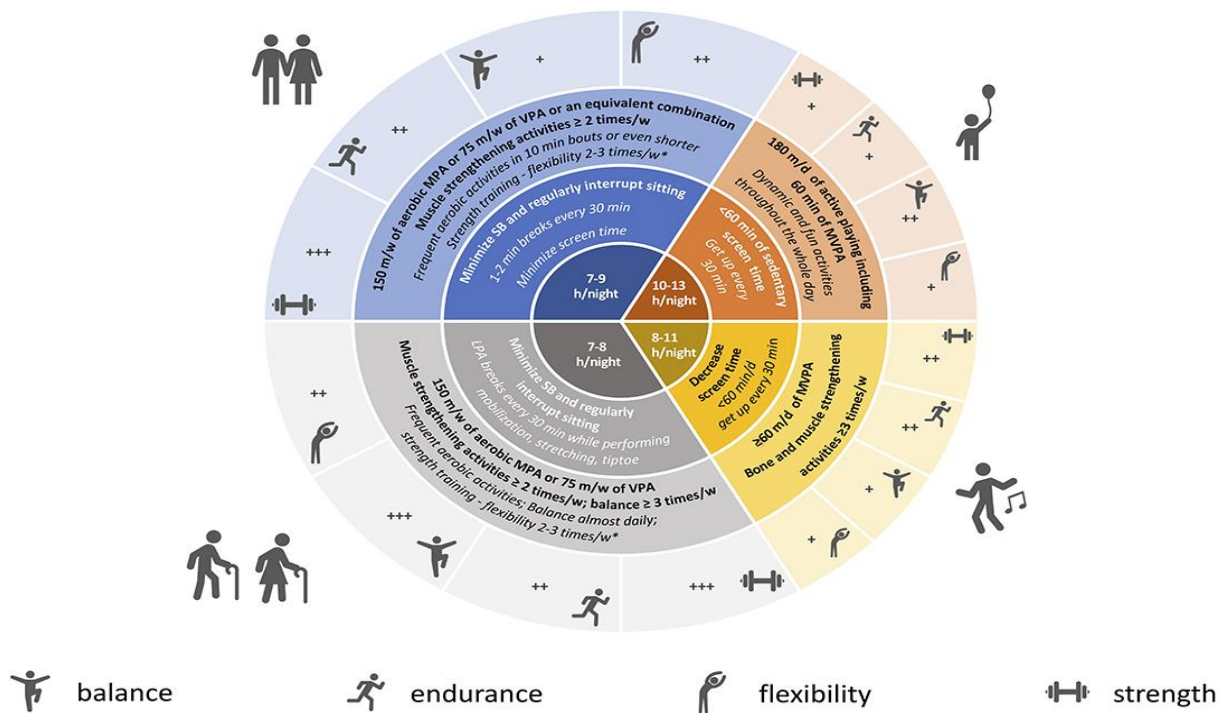 +
++
++
+++
150 m/w of aerobic MPA or 75 m/w of VPA or an equivalent combination
Muscle strengthening activities ≥ 2 times/w
Frequent aerobic activities in 10 min bouts or even shorter
Strength training - flexibility 2-3 times/w*
Minimize SB and regularly interrupt sitting
1-2 min breaks every 30 min
Minimize screen time
7-9
h/night
+
+
++
+
180 m/d of active playing including
60 min of MVPA
Dynamic and fun activities
throughout the whole day
<60 min of sedentary
screen time
Get up every
30 min
10-13
h/night
8-11
h/night
Decrease
screen time
<60 min/d
get up every 30 min
≥60 m/d of MVPA
Bone and muscle strengthening
activities ≥3 times/w
++
++
+
+
7-8
h/night
Minimize SB and regularly
interrupt sitting
LPA breaks every 30 min while performing
mobilization, stretching, tiptoe
150 m/w of aerobic MPA or 75 m/w of VPA
Muscle strengthening activities ≥ 2 times/w; balance ≥ 3 times/w
Frequent aerobic activities; Balance almost daily;
strength training - flexibility 2-3 times/w*
++
+++
++
+++
balance
endurance
flexibility
strength